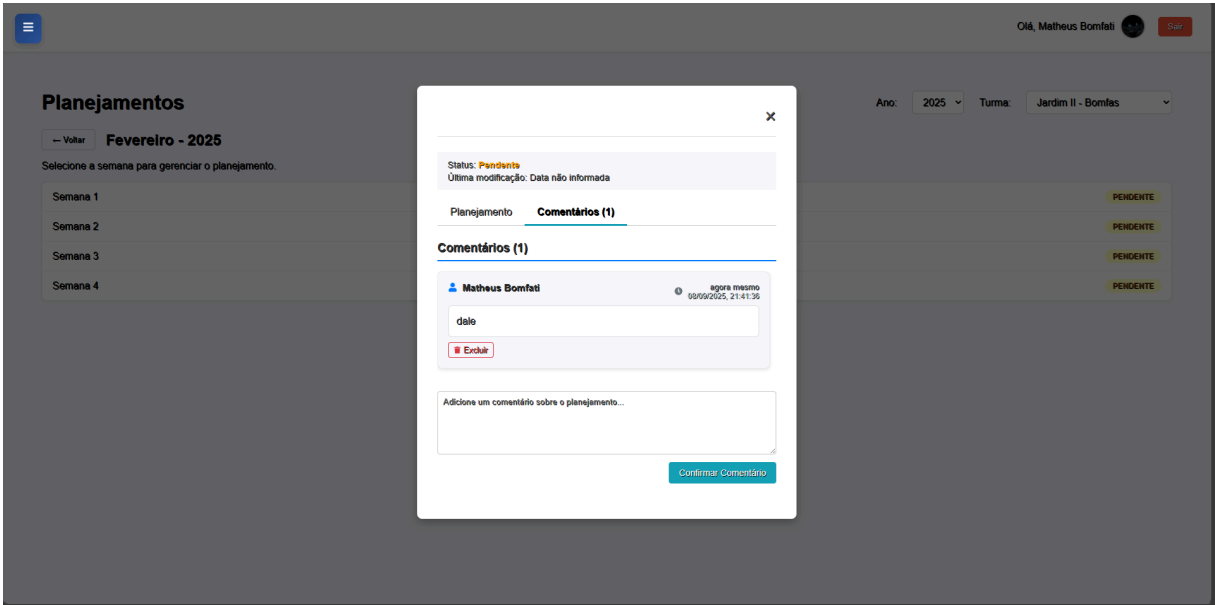 Olá, Matheus Bomfati
Sair
Planejamentos
Ano:
2025
Turma:
Jardim II - Bomfas
← Voltar
Fevereiro - 2025
Selecione a semana para gerenciar o planejamento.
Semana 1
PENDENTE
Semana 2
PENDENTE
Semana 3
PENDENTE
Semana 4
PENDENTE
×
Status: Pendente
Última modificação: Data não informada
Planejamento
Comentários (1)
Comentários (1)
Matheus Bomfati
agora mesmo
08/09/2025, 21:41:36
dale
Excluir
Adicione um comentário sobre o planejamento...
Confirmar Comentário